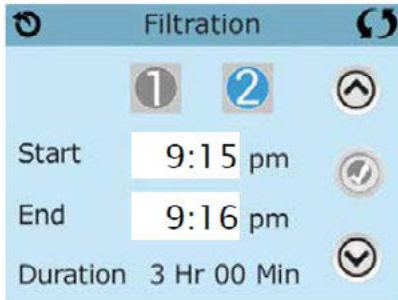 Filtration
1 2
Start 9:15 pm
End 9:16 pm
Duration 3 Hr 00 Min